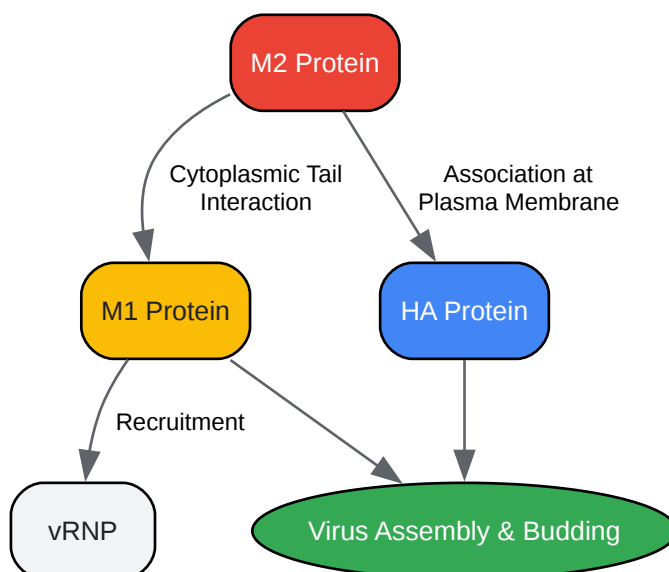 M2 Protein
Cytoplasmic Tail
Interaction
Association at
Plasma Membrane
M1 Protein
HA Protein
Recruitment
vRNP
Virus Assembly & Budding